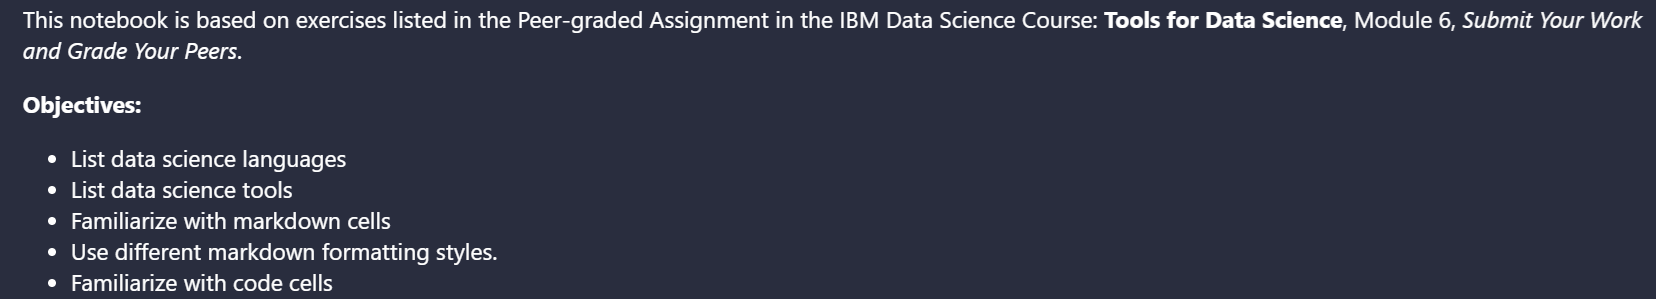 This notebook is based on exercises listed in the Peer-graded Assignment in the IBM Data Science Course: Tools for Data Science, Module 6, Submit Your Work
and Grade Your Peers.
Objectives:
• List data science languages
• List data science tools
• Familiarize with markdown cells
• Use different markdown formatting styles.
• Familiarize with code cells